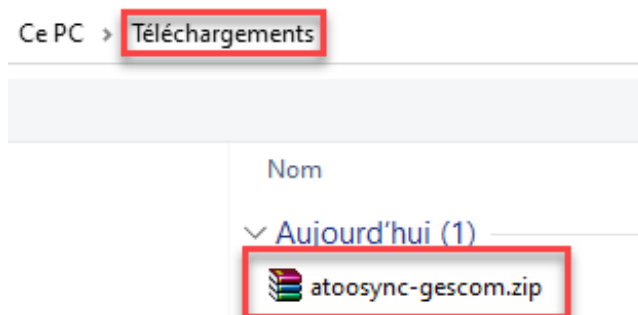 Ce PC > Téléchargements
Nom
Aujourd'hui (1)
atoosync-gescom.zip